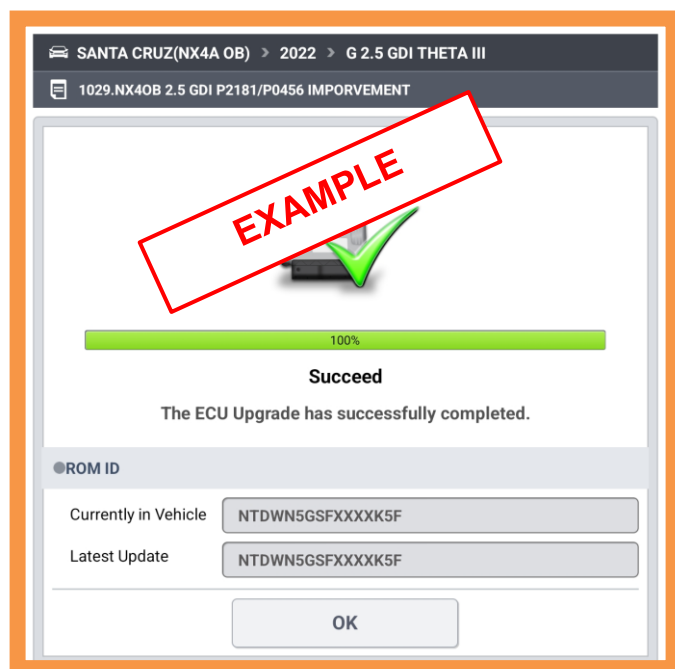 SANTA CRUZ(NX4A OB) > 2022 > G 2.5 GDI THETA III
1029.NX4OB 2.5 GDI P2181/P0456 IMPORVEMENT
EXAMPLE
100%
Succeed
The ECU Upgrade has successfully completed.
ROM ID
Currently in Vehicle NTDWN5GSFXXXXK5F
Latest Update NTDWN5GSFXXXXK5F
OK